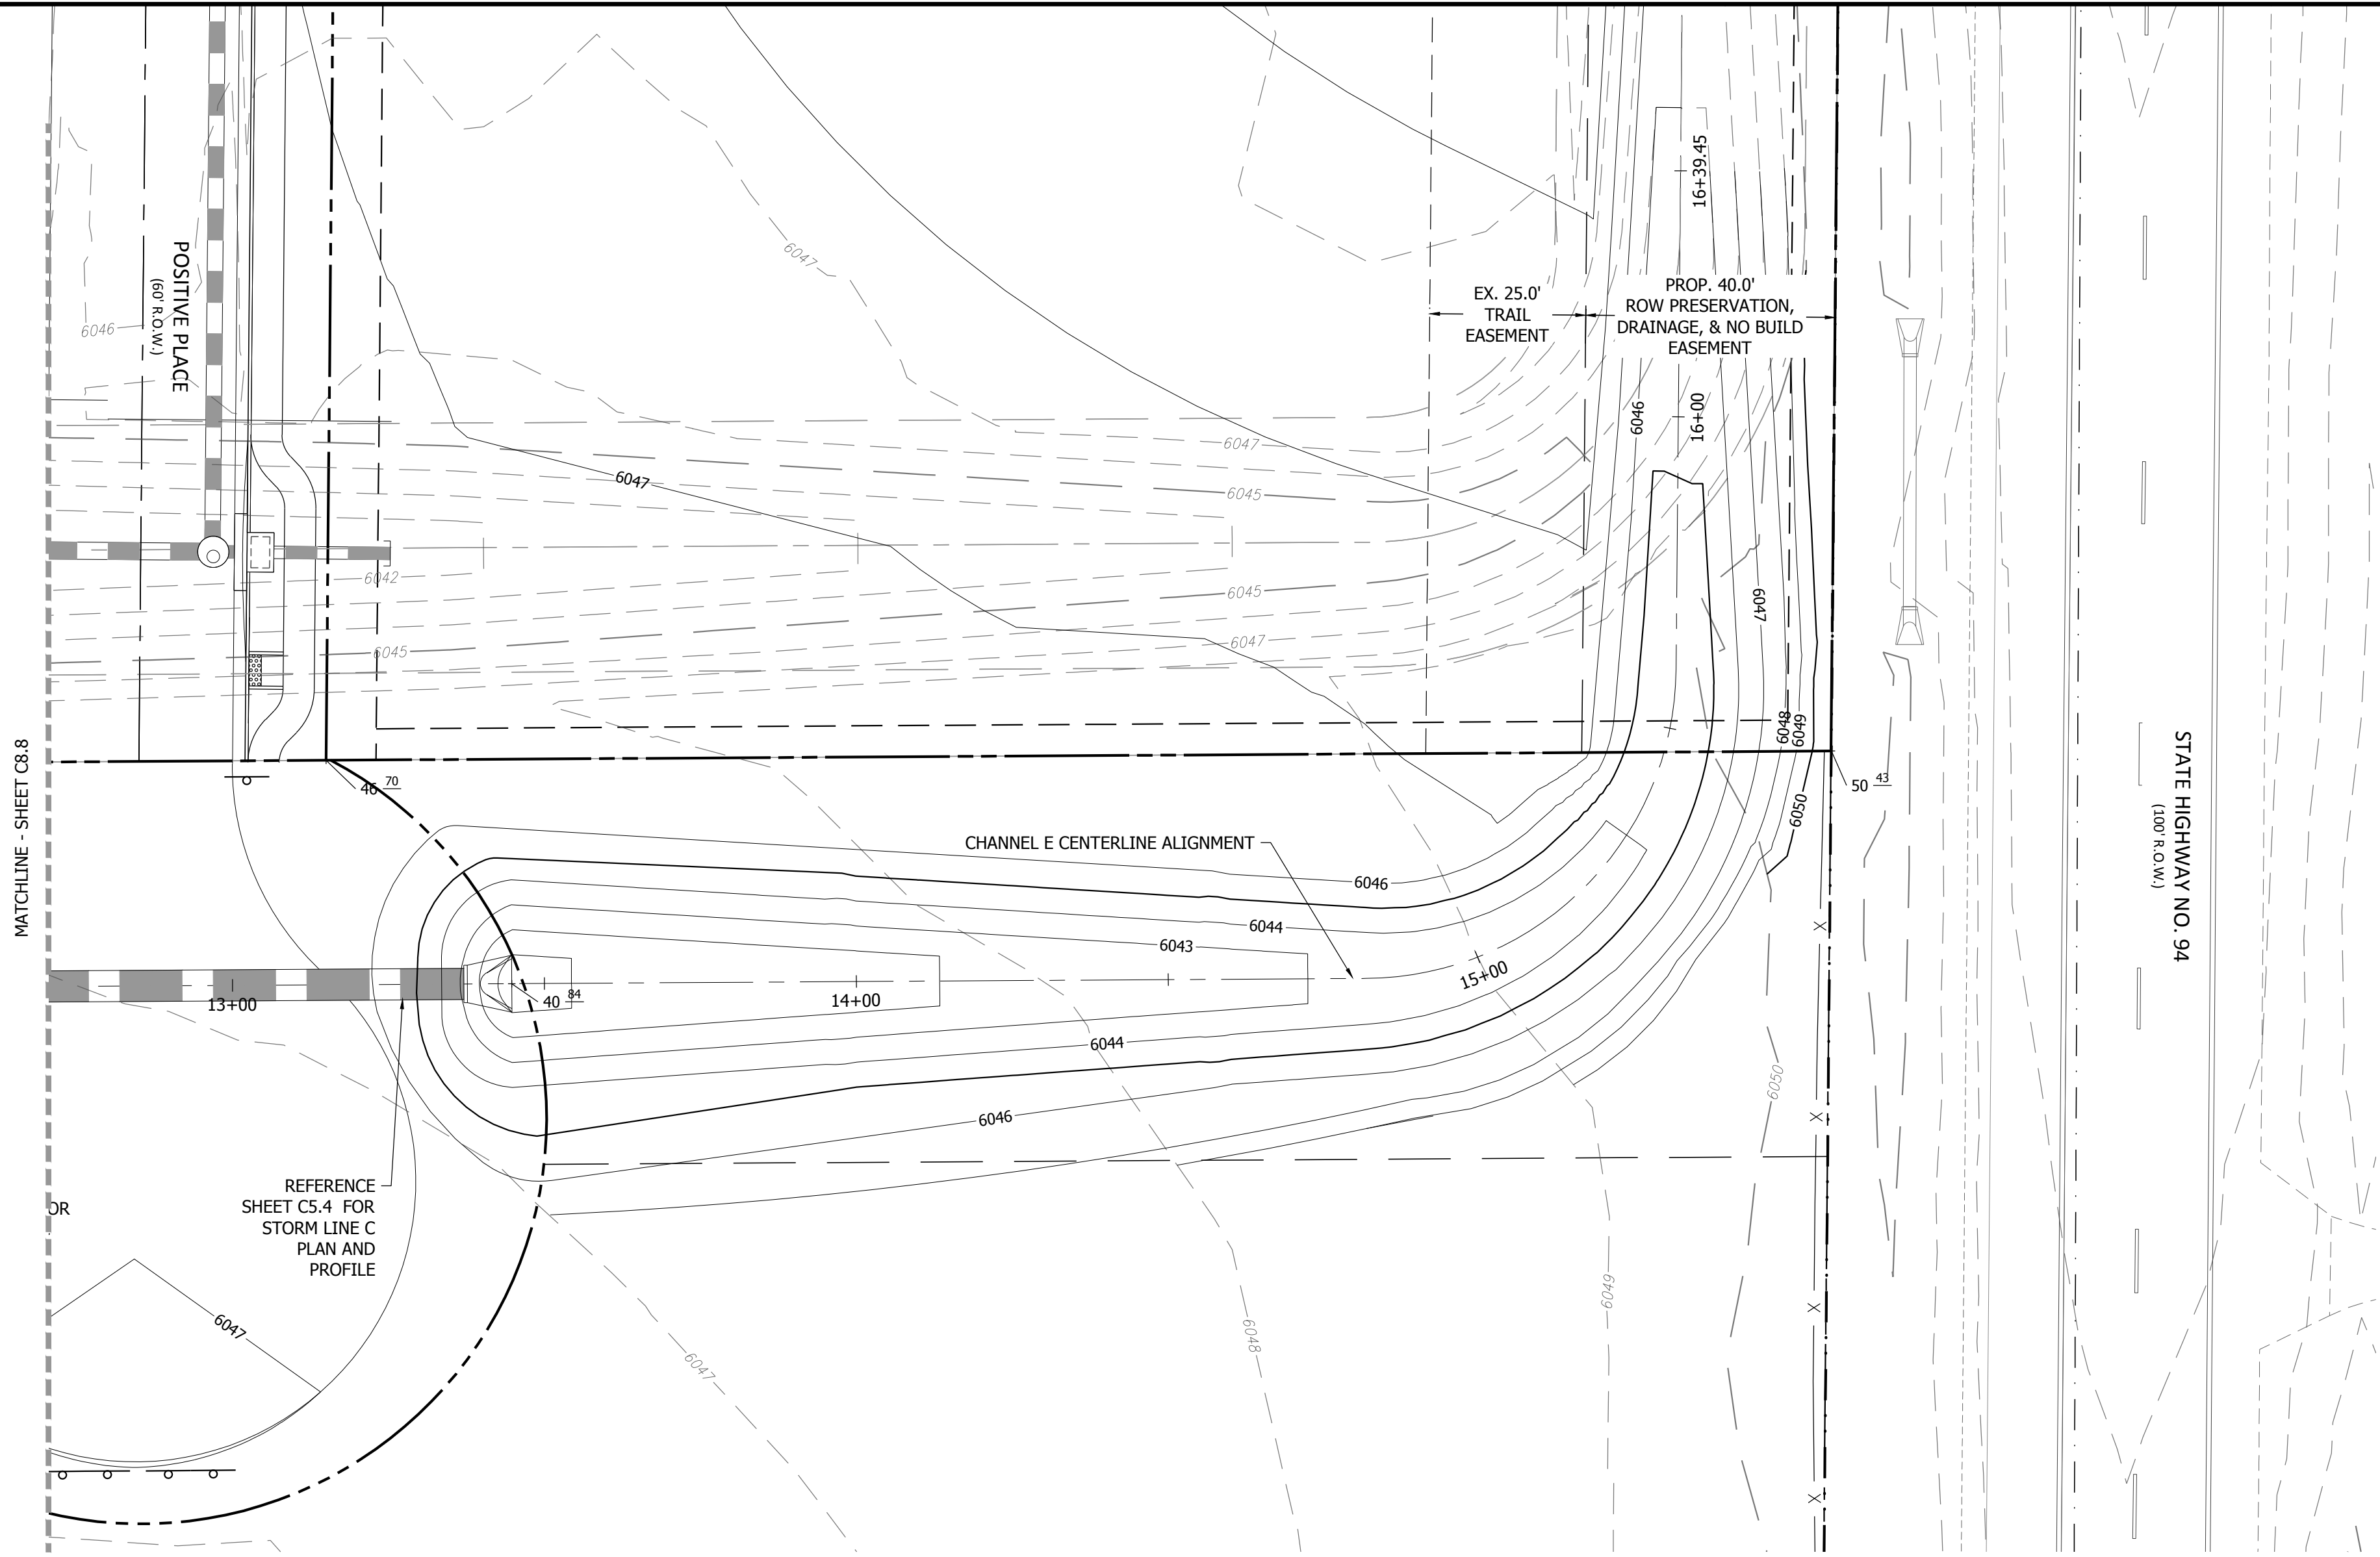 16+39.45
POSITIVE PLACE
(60' R.O.W.)
6047
EX. 25.0'
TRAIL
EASEMENT
PROP. 40.0'
ROW PRESERVATION,
DRAINAGE, & NO BUILD
EASEMENT
6046
6046
16+00
6047
6047
6045
6042
6045
6047
6047
6045
6048
6049
6050
MATCHLINE - SHEET C8.8
46 70
50 43
STATE HIGHWAY NO. 94
(100' R.O.W.)
CHANNEL E CENTERLINE ALIGNMENT
6046
6044
6043
15+00
13+00
40 84
14+00
6044
6050
6046
REFERENCE
SHEET C5.4 FOR
STORM LINE C
PLAN AND
PROFILE
OR
6047
6047
6048
6049
X
X
X
X